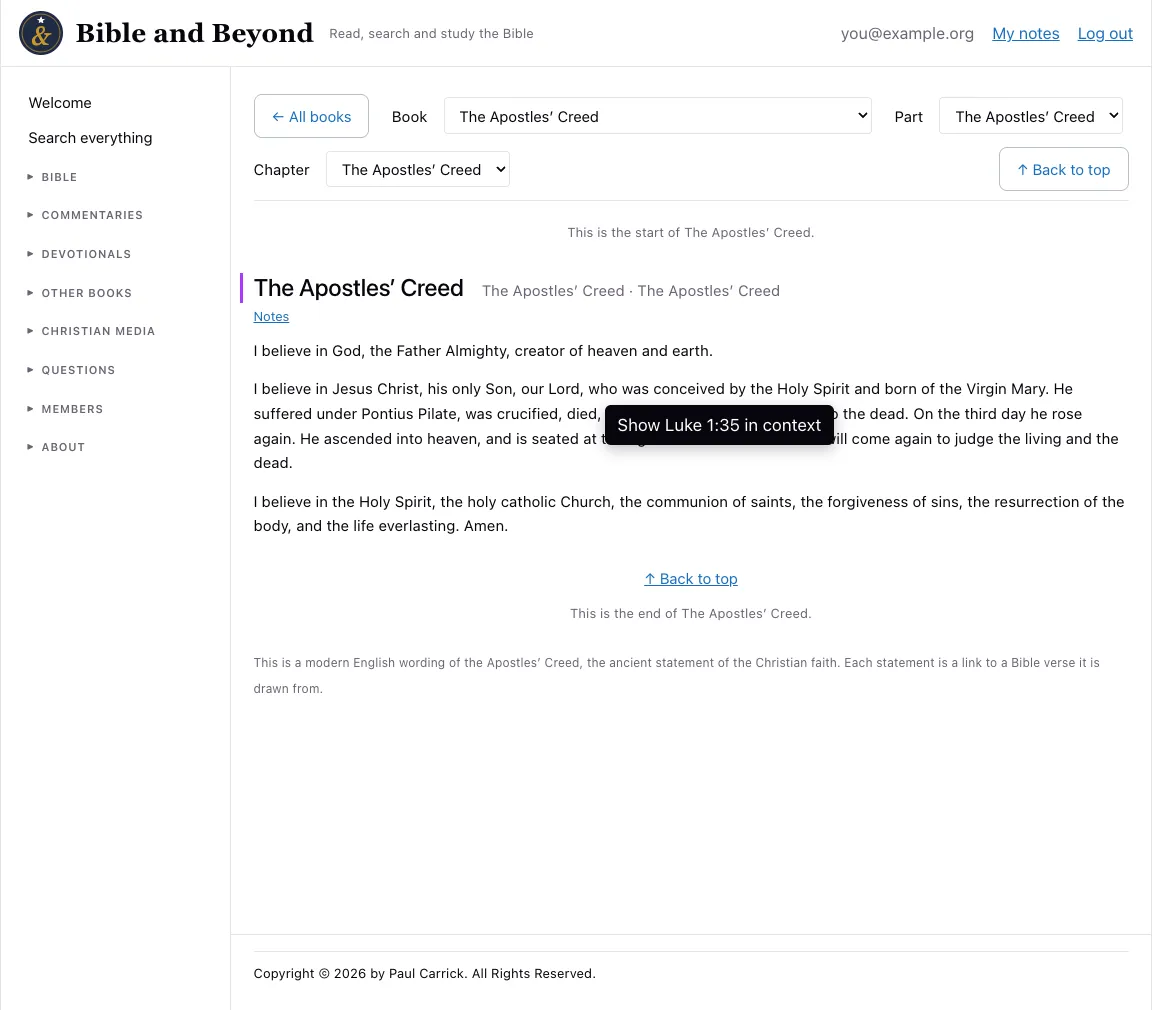 &
Bible and Beyond
Read, search and study the Bible
you@example.org
My notes
Log out
Welcome
Search everything
BIBLE
COMMENTARIES
DEVOTIONALS
OTHER BOOKS
CHRISTIAN MEDIA
QUESTIONS
MEMBERS
ABOUT
← All books
Book
The Apostles’ Creed
Part
The Apostles’ Creed
Chapter
The Apostles’ Creed
↑ Back to top
This is the start of The Apostles’ Creed.
The Apostles’ Creed
The Apostles’ Creed · The Apostles’ Creed
Notes
I believe in God, the Father Almighty, creator of heaven and earth.
I believe in Jesus Christ, his only Son, our Lord, who was conceived by the Holy Spirit and born of the Virgin Mary. He
suffered under Pontius Pilate, was crucified, died, the dead. On the third day he rose
Show Luke 1:35 in context
again. He ascended into heaven, and is seated at will come again to judge the living and the
dead.
I believe in the Holy Spirit, the holy catholic Church, the communion of saints, the forgiveness of sins, the resurrection of the
body, and the life everlasting. Amen.
↑ Back to top
This is the end of The Apostles’ Creed.
This is a modern English wording of the Apostles’ Creed, the ancient statement of the Christian faith. Each statement is a link to a Bible verse it is
drawn from.
Copyright © 2026 by Paul Carrick. All Rights Reserved.